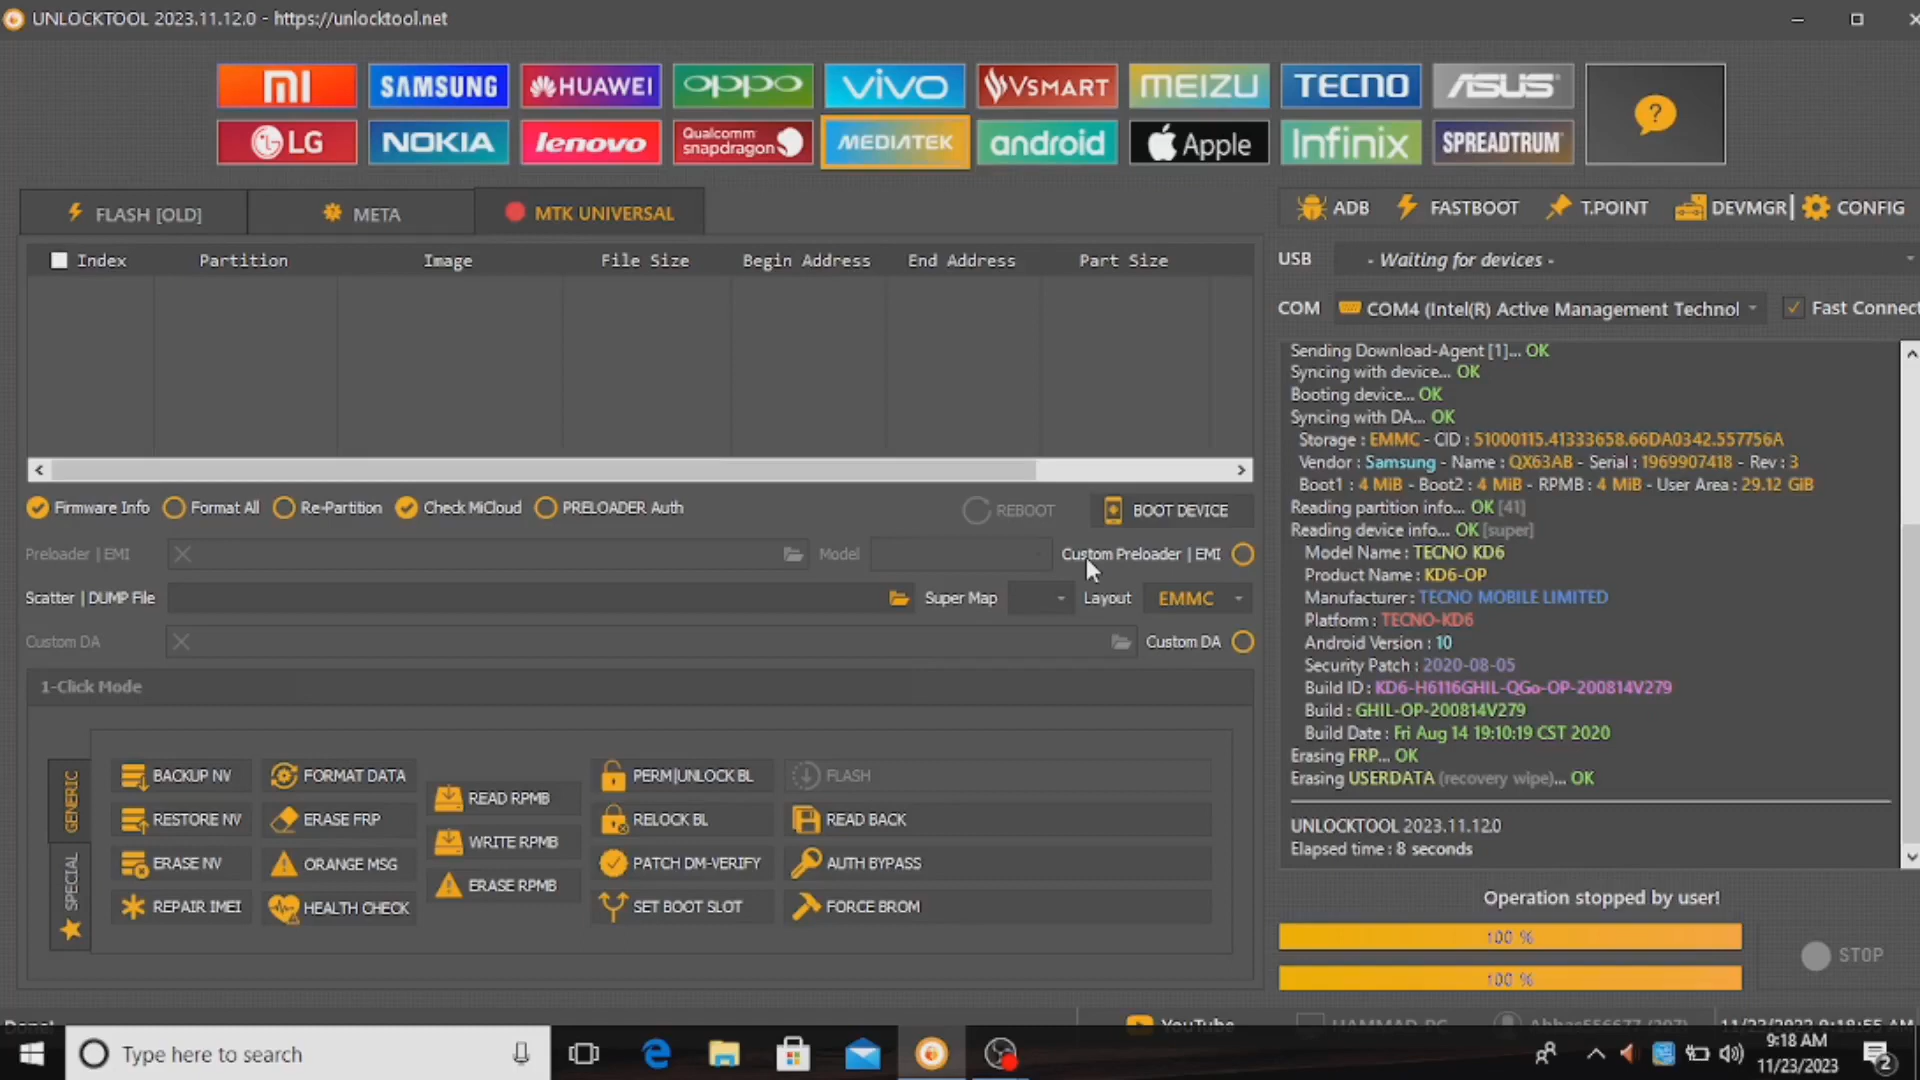 UNLOCKTOOL 2023.11.12.0 - https://unlocktool.net
MI SAMSUNG HUAWEI oppo vivo VSMART MEIZU TECNO ASUS ?
LG NOKIA lenovo Qualcomm snapdragon MEDIATEK android Apple Infinix SPREADTRUM
FLASH [OLD] META MTK UNIVERSAL
ADB FASTBOOT T.POINT DEVMGR CONFIG
Index Partition Image File Size Begin Address End Address Part Size
USB - Waiting for devices -
COM COM4 (Intel(R) Active Management Technol Fast Connect
Firmware Info Format All Re-Partition Check MiCloud PRELOADER Auth REBOOT BOOT DEVICE
Preloader | EMI Model Custom Preloader | EMI
Scatter | DUMP File Super Map Layout EMMC
Custom DA Custom DA
1-Click Mode
GENERIC
SPECIAL
BACKUP NV FORMAT DATA READ RPMB PERM|UNLOCK BL FLASH
RESTORE NV ERASE FRP WRITE RPMB RELOCK BL READ BACK
ERASE NV ORANGE MSG ERASE RPMB PATCH DM-VERIFY AUTH BYPASS
REPAIR IMEI HEALTH CHECK SET BOOT SLOT FORCE BROM
Sending Download-Agent [1]... OK
Syncing with device... OK
Booting device... OK
Syncing with DA... OK
Storage : EMMC - CID : 51000115.41333658.66DA0342.557756A
Vendor : Samsung - Name : QX63AB - Serial : 1969907418 - Rev : 3
Boot1 : 4 MiB - Boot2 : 4 MiB - RPMB : 4 MiB - User Area : 29.12 GiB
Reading partition info... OK [41]
Reading device info... OK [super]
Model Name : TECNO KD6
Product Name : KD6-OP
Manufacturer : TECNO MOBILE LIMITED
Platform : TECNO-KD6
Android Version : 10
Security Patch : 2020-08-05
Build ID : KD6-H6116GHIL-QGo-OP-200814V279
Build : GHIL-OP-200814V279
Build Date : Fri Aug 14 19:10:19 CST 2020
Erasing FRP... OK
Erasing USERDATA (recovery wipe)... OK
UNLOCKTOOL 2023.11.12.0
Elapsed time : 8 seconds
Operation stopped by user!
100 %
100 %
STOP
YouTube HAMMAD-PC
Type here to search
9:18 AM
11/23/2023
2